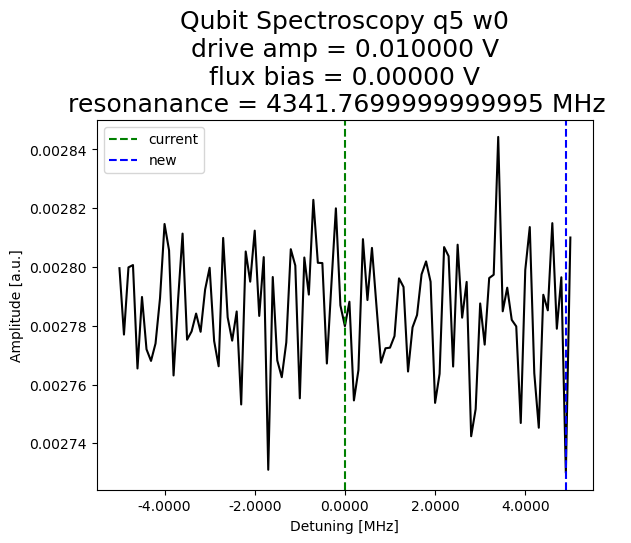 Qubit Spectroscopy q5 w0
drive amp = 0.010000 V
flux bias = 0.00000 V
resonanance = 4341.7699999999995 MHz
current
new
0.00284
0.00282
0.00280
0.00278
0.00276
0.00274
Amplitude [a.u.]
-4.0000 -2.0000 0.0000 2.0000 4.0000
Detuning [MHz]